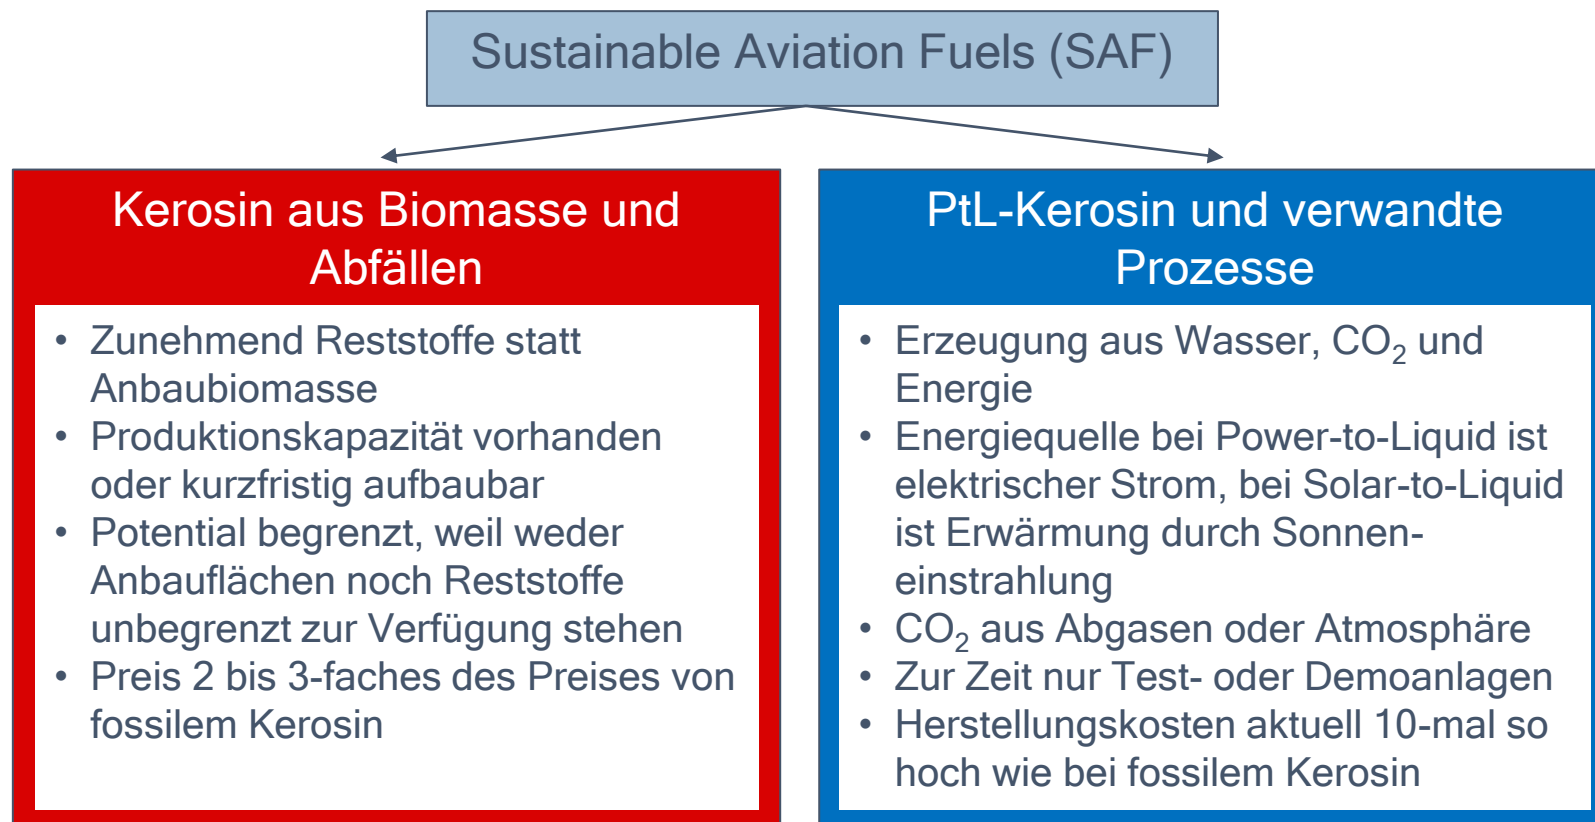 Sustainable Aviation Fuels (SAF)
Kerosin aus Biomasse und
Abfällen
• Zunehmend Reststoffe statt
Anbaubiomasse
• Produktionskapazität vorhanden
oder kurzfristig aufbaubar
• Potential begrenzt, weil weder
Anbauflächen noch Reststoffe
unbegrenzt zur Verfügung stehen
• Preis 2 bis 3-faches des Preises von
fossilem Kerosin
PtL-Kerosin und verwandte
Prozesse
• Erzeugung aus Wasser, CO₂ und
Energie
• Energiequelle bei Power-to-Liquid ist
elektrischer Strom, bei Solar-to-Liquid
ist Erwärmung durch Sonnen-
einstrahlung
• CO₂ aus Abgasen oder Atmosphäre
• Zur Zeit nur Test- oder Demoanlagen
• Herstellungskosten aktuell 10-mal so
hoch wie bei fossilem Kerosin